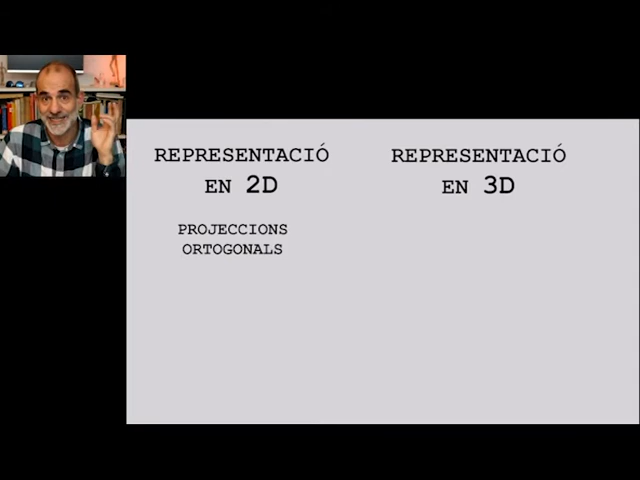 REPRESENTACIÓ
EN 2D
PROJECCIONS
ORTOGONALS
REPRESENTACIÓ
EN 3D